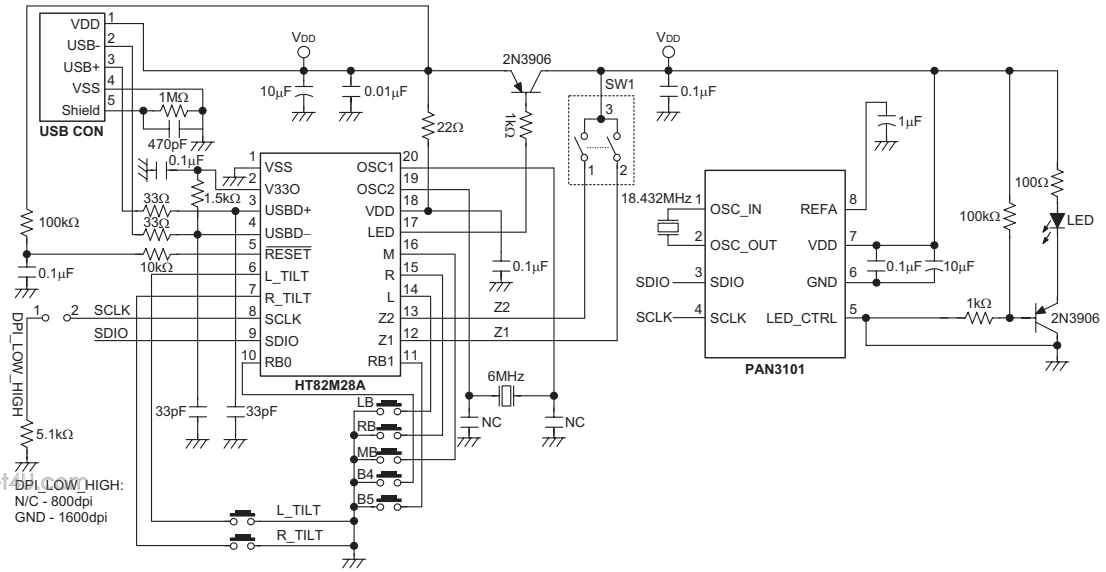 VDD 1
USB- 2
USB+ 3
VSS 4
Shield 5
USB CON
1MΩ
470pF
VDD
10μF
0.01μF
2N3906
1kΩ
22Ω
VDD
0.1μF
SW1
3
1
2
1μF
0.1μF
1.5kΩ
33Ω
33Ω
100kΩ
0.1μF
10kΩ
1 VSS
2 V33O
3 USBD+
4 USBD–
5 RESET
6 L_TILT
7 R_TILT
8 SCLK
9 SDIO
10 RB0
OSC1 20
OSC2 19
VDD 18
LED 17
M 16
R 15
L 14
Z2 13
Z1 12
RB1 11
HT82M28A
0.1μF
Z2
Z1
6MHz
NC
NC
1
2
SCLK
SDIO
DPI_LOW_HIGH
5.1kΩ
33pF
33pF
LB
RB
MB
B4
B5
L_TILT
R_TILT
DPI_LOW_HIGH:
N/C - 800dpi
GND - 1600dpi
18.432MHz
1 OSC_IN
2 OSC_OUT
SDIO 3 SDIO
SCLK 4 SCLK
REFA 8
VDD 7
GND 6
LED_CTRL 5
PAN3101
0.1μF
10μF
100kΩ
100Ω
LED
1kΩ
2N3906